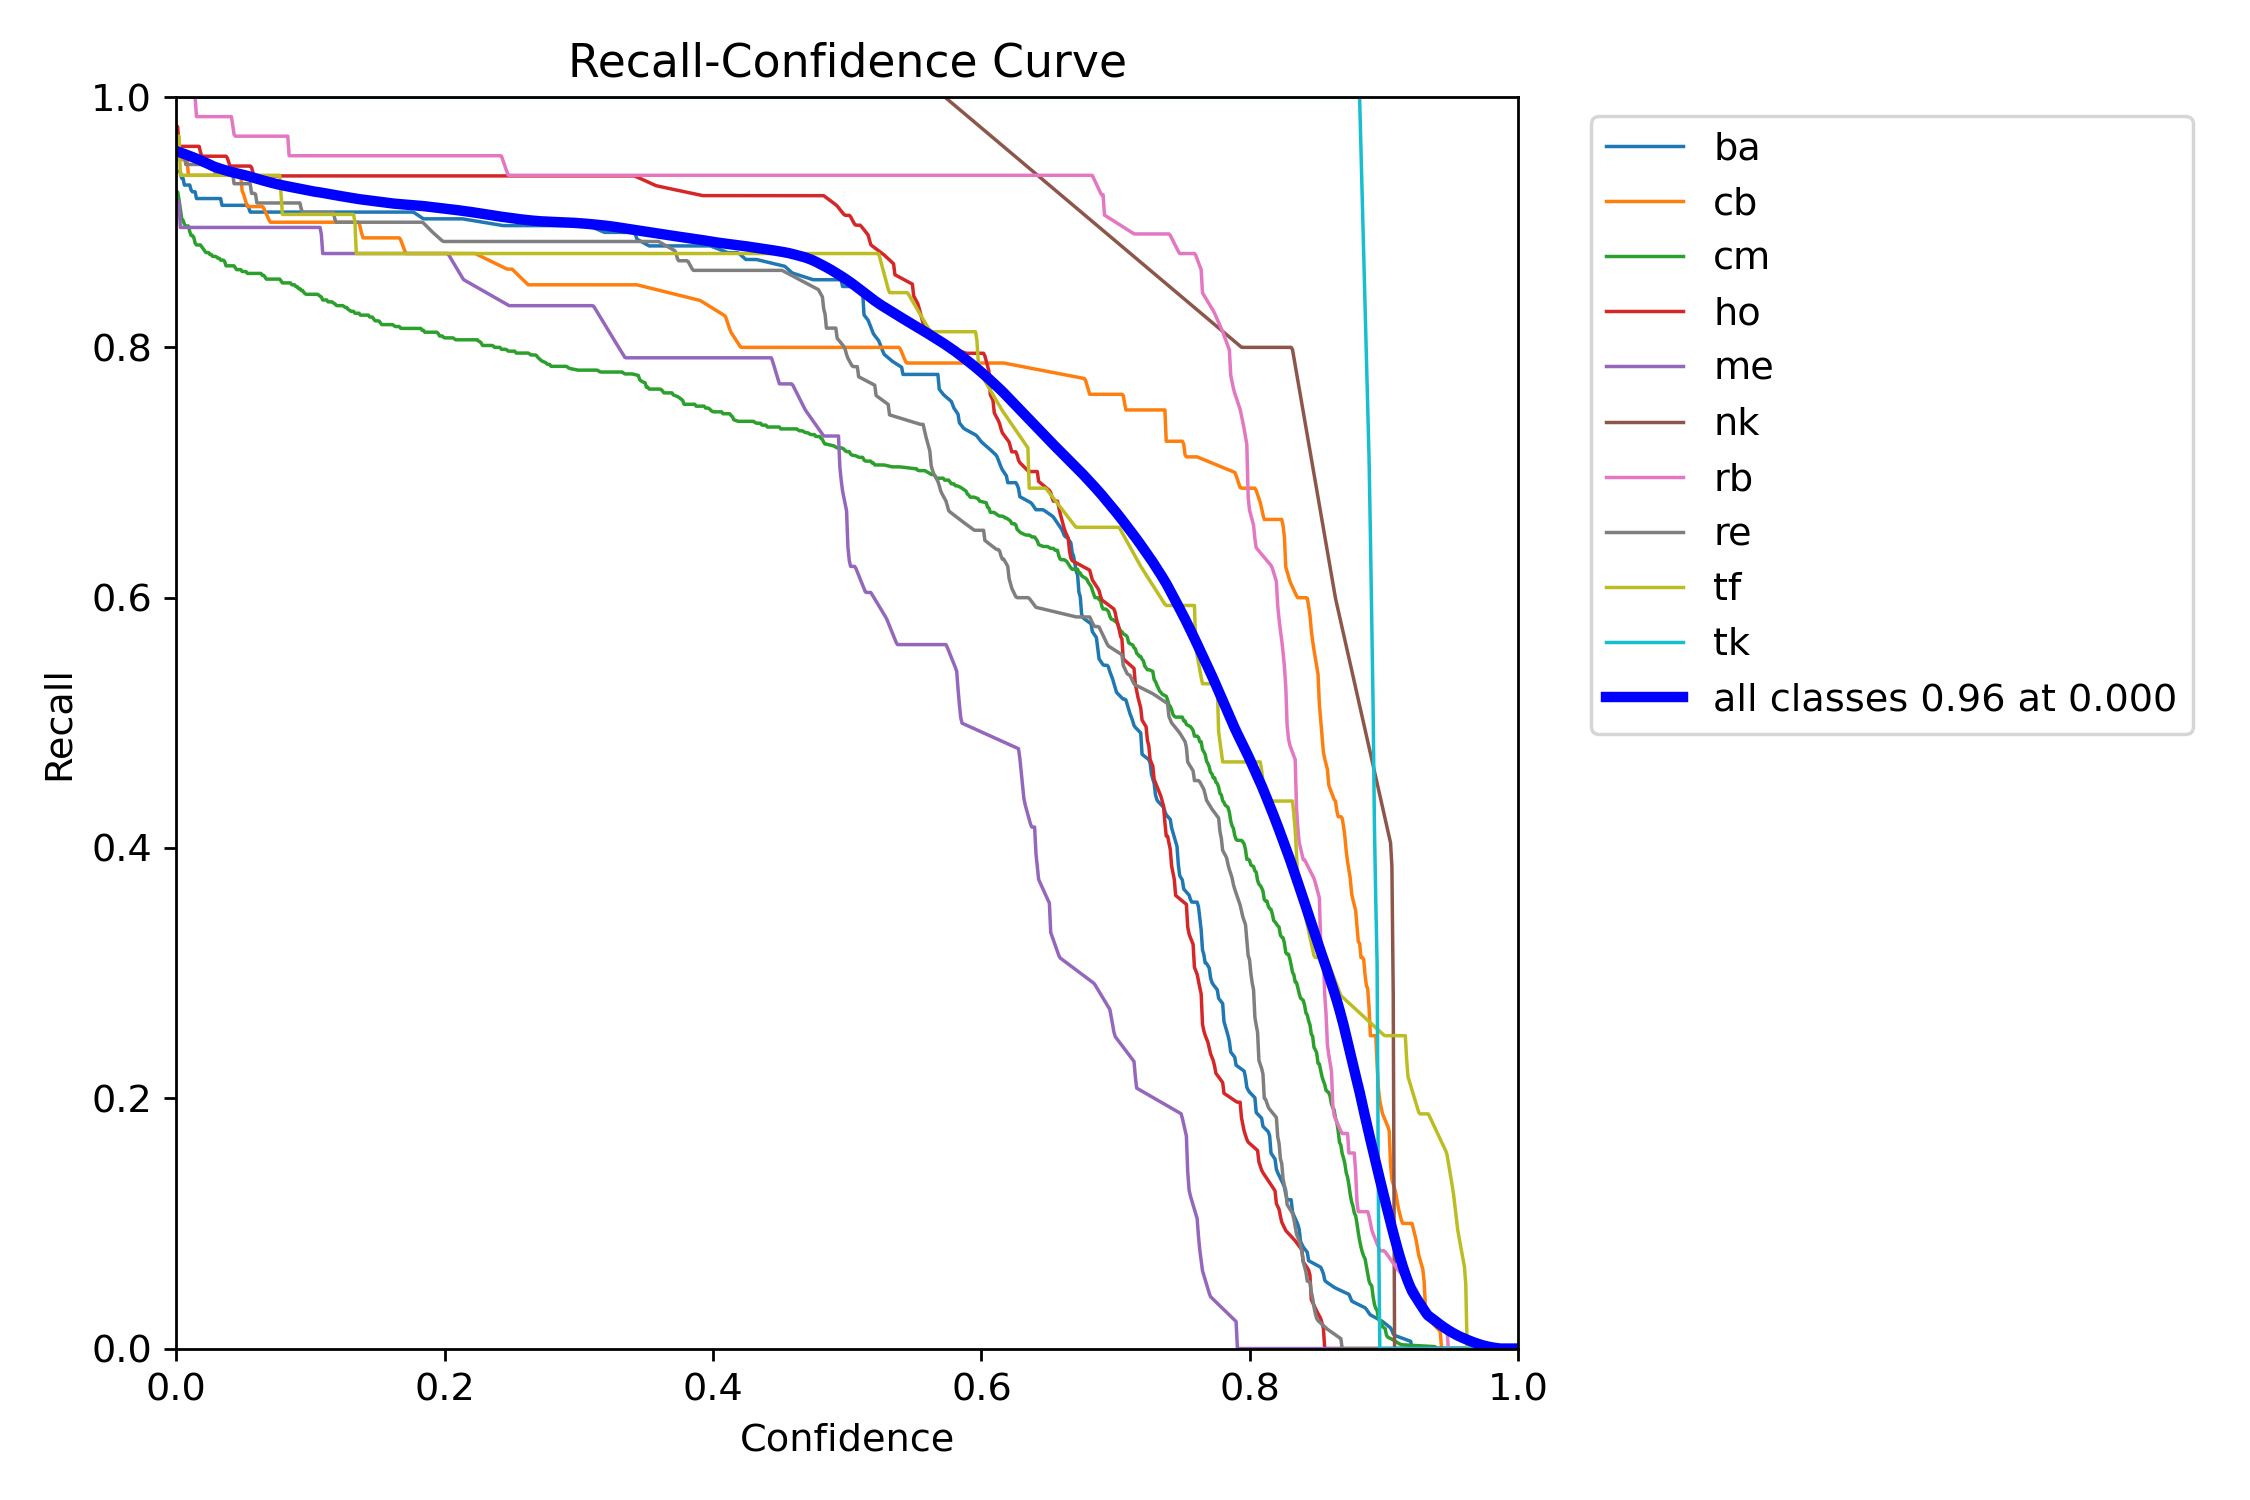 Recall-Confidence Curve
1.0
0.8
0.6
0.4
0.2
0.0
Recall
0.0 0.2 0.4 0.6 0.8 1.0
Confidence
ba
cb
cm
ho
me
nk
rb
re
tf
tk
all classes 0.96 at 0.000